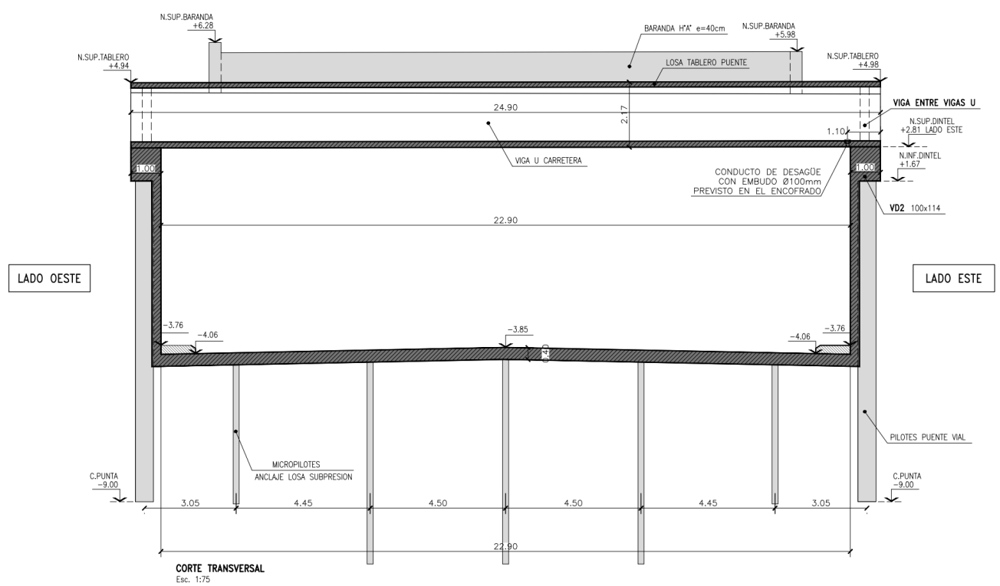 N.SUP.BARANDA
+6.28
BARANDA H°A° e=40cm
N.SUP.BARANDA
+5.98
N.SUP.TABLERO
+4.94
LOSA TABLERO PUENTE
N.SUP.TABLERO
+4.98
24.90
2.17
VIGA ENTRE VIGAS U
1.10
N.SUP.DINTEL
+2.81 LADO ESTE
VIGA U CARRETERA
N.INF.DINTEL
+1.67
1.00
1.00
CONDUCTO DE DESAGÜE
CON EMBUDO Ø100mm
PREVISTO EN EL ENCOFRADO
VD2 100x114
22.90
LADO OESTE
LADO ESTE
-3.76
-4.06
-3.85
0.40
-4.06
-3.76
PILOTES PUENTE VIAL
MICROPILOTES
ANCLAJE LOSA SUBPRESION
C.PUNTA
-9.00
C.PUNTA
-9.00
3.05
4.45
4.50
4.50
4.45
3.05
22.90
CORTE TRANSVERSAL
Esc. 1:75